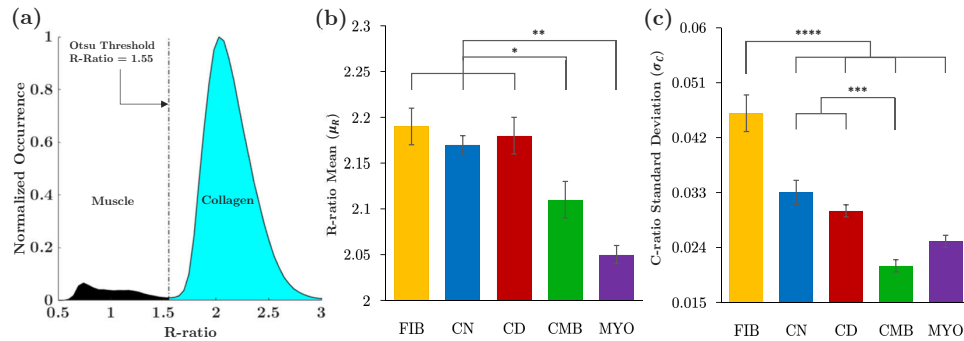 (a)
Otsu Threshold
R-Ratio = 1.55
Muscle
Collagen
Normalized Occurrence
1
0.8
0.6
0.4
0.2
0
0.5
1
1.5
2
2.5
3
R-ratio
(b)
**
*
R-ratio Mean (μR)
2.3
2.25
2.2
2.15
2.1
2.05
2
FIB CN CD CMB MYO
(c)
****
***
C-ratio Standard Deviation (σC)
0.06
0.051
0.042
0.033
0.024
0.015
FIB CN CD CMB MYO